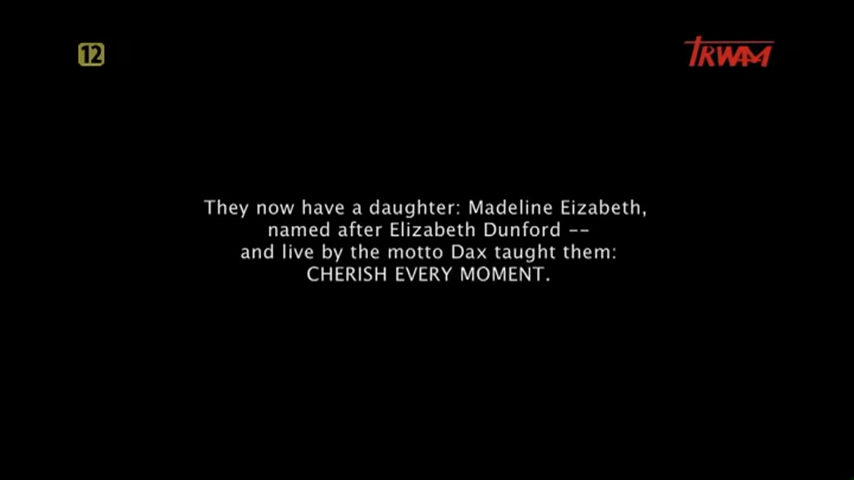 12
TRWAM
They now have a daughter: Madeline Eizabeth,
named after Elizabeth Dunford --
and live by the motto Dax taught them:
CHERISH EVERY MOMENT.